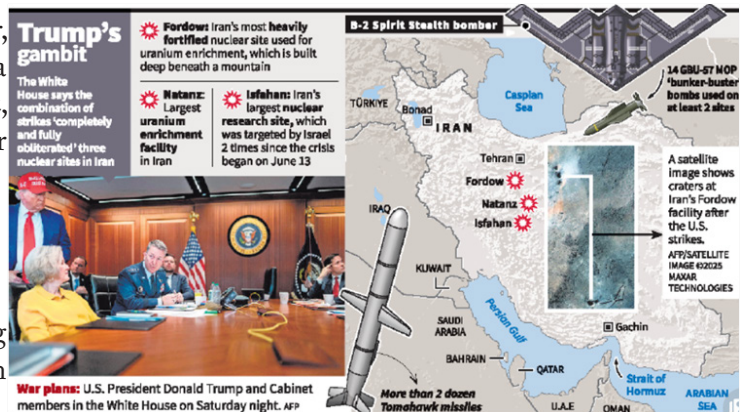 Trump's
gambit
The White
House says the
combination of
strikes 'completely
and fully
obliterated' three
nuclear sites in Iran
Fordow: Iran's most heavily
fortified nuclear site used for
uranium enrichment, which is built
deep beneath a mountain
Natanz:
Largest
uranium
enrichment
facility
in Iran
Isfahan: Iran's
largest nuclear
research site, which
was targeted by Israel
2 times since the crisis
began on June 13
War plans: U.S. President Donald Trump and Cabinet
members in the White House on Saturday night. AFP
B-2 Spirit Stealth bomber
14 GBU-57 MOP
'bunker-buster'
bombs used on
at least 2 sites
Caspian
Sea
TÜRKIYE
Bonad
IRAN
Tehran
Fordow
Natanz
Isfahan
IRAQ
A satellite
image shows
craters at
Iran's Fordow
facility after
the U.S.
strikes.
AFP/SATELLITE
IMAGE ©2025
MAXAR
TECHNOLOGIES
KUWAIT
Persian Gulf
SAUDI
ARABIA
Gachin
BAHRAIN
QATAR
Strait of
Hormuz
ARABIAN
SEA
U.A.E
OMAN
More than 2 dozen
Tomahawk missiles